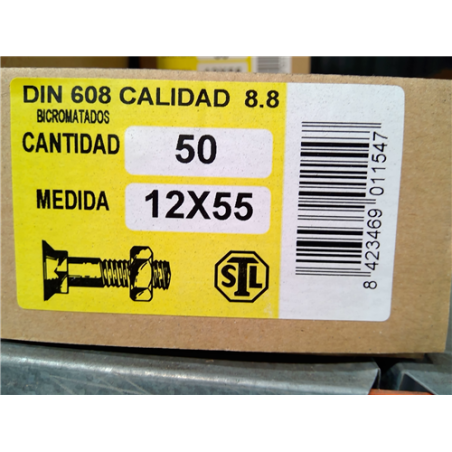 DIN 608 CALIDAD 8.8
BICROMATADOS
CANTIDAD 50
MEDIDA 12X55
STL
8 423469 011547